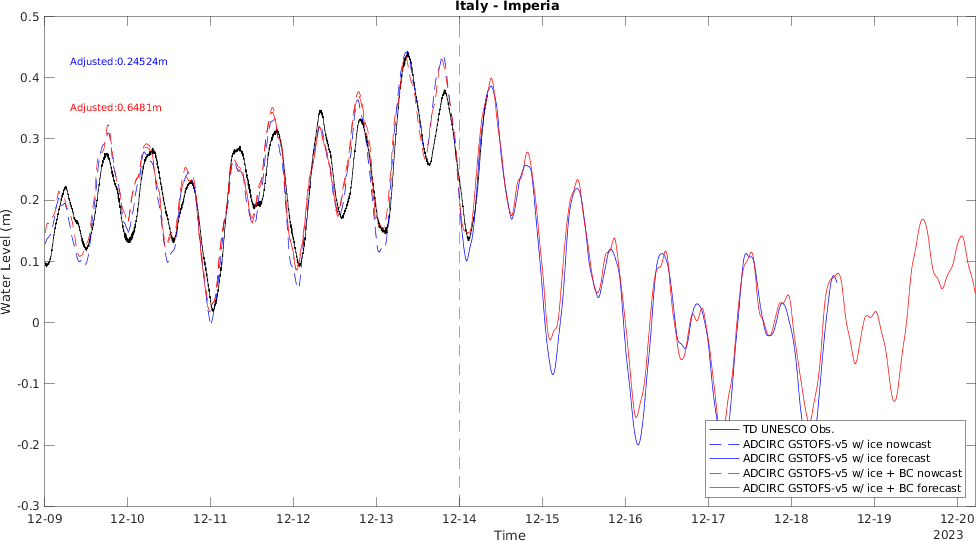 Italy - Imperia
0.5
0.4
0.3
0.2
0.1
0
-0.1
-0.2
-0.3
Water Level (m)
Adjusted:0.24524m
Adjusted:0.6481m
TD UNESCO Obs.
ADCIRC GSTOFS-v5 w/ ice nowcast
ADCIRC GSTOFS-v5 w/ ice forecast
ADCIRC GSTOFS-v5 w/ ice + BC nowcast
ADCIRC GSTOFS-v5 w/ ice + BC forecast
12-09 12-10 12-11 12-12 12-13 12-14 12-15 12-16 12-17 12-18 12-19 12-20
Time
2023